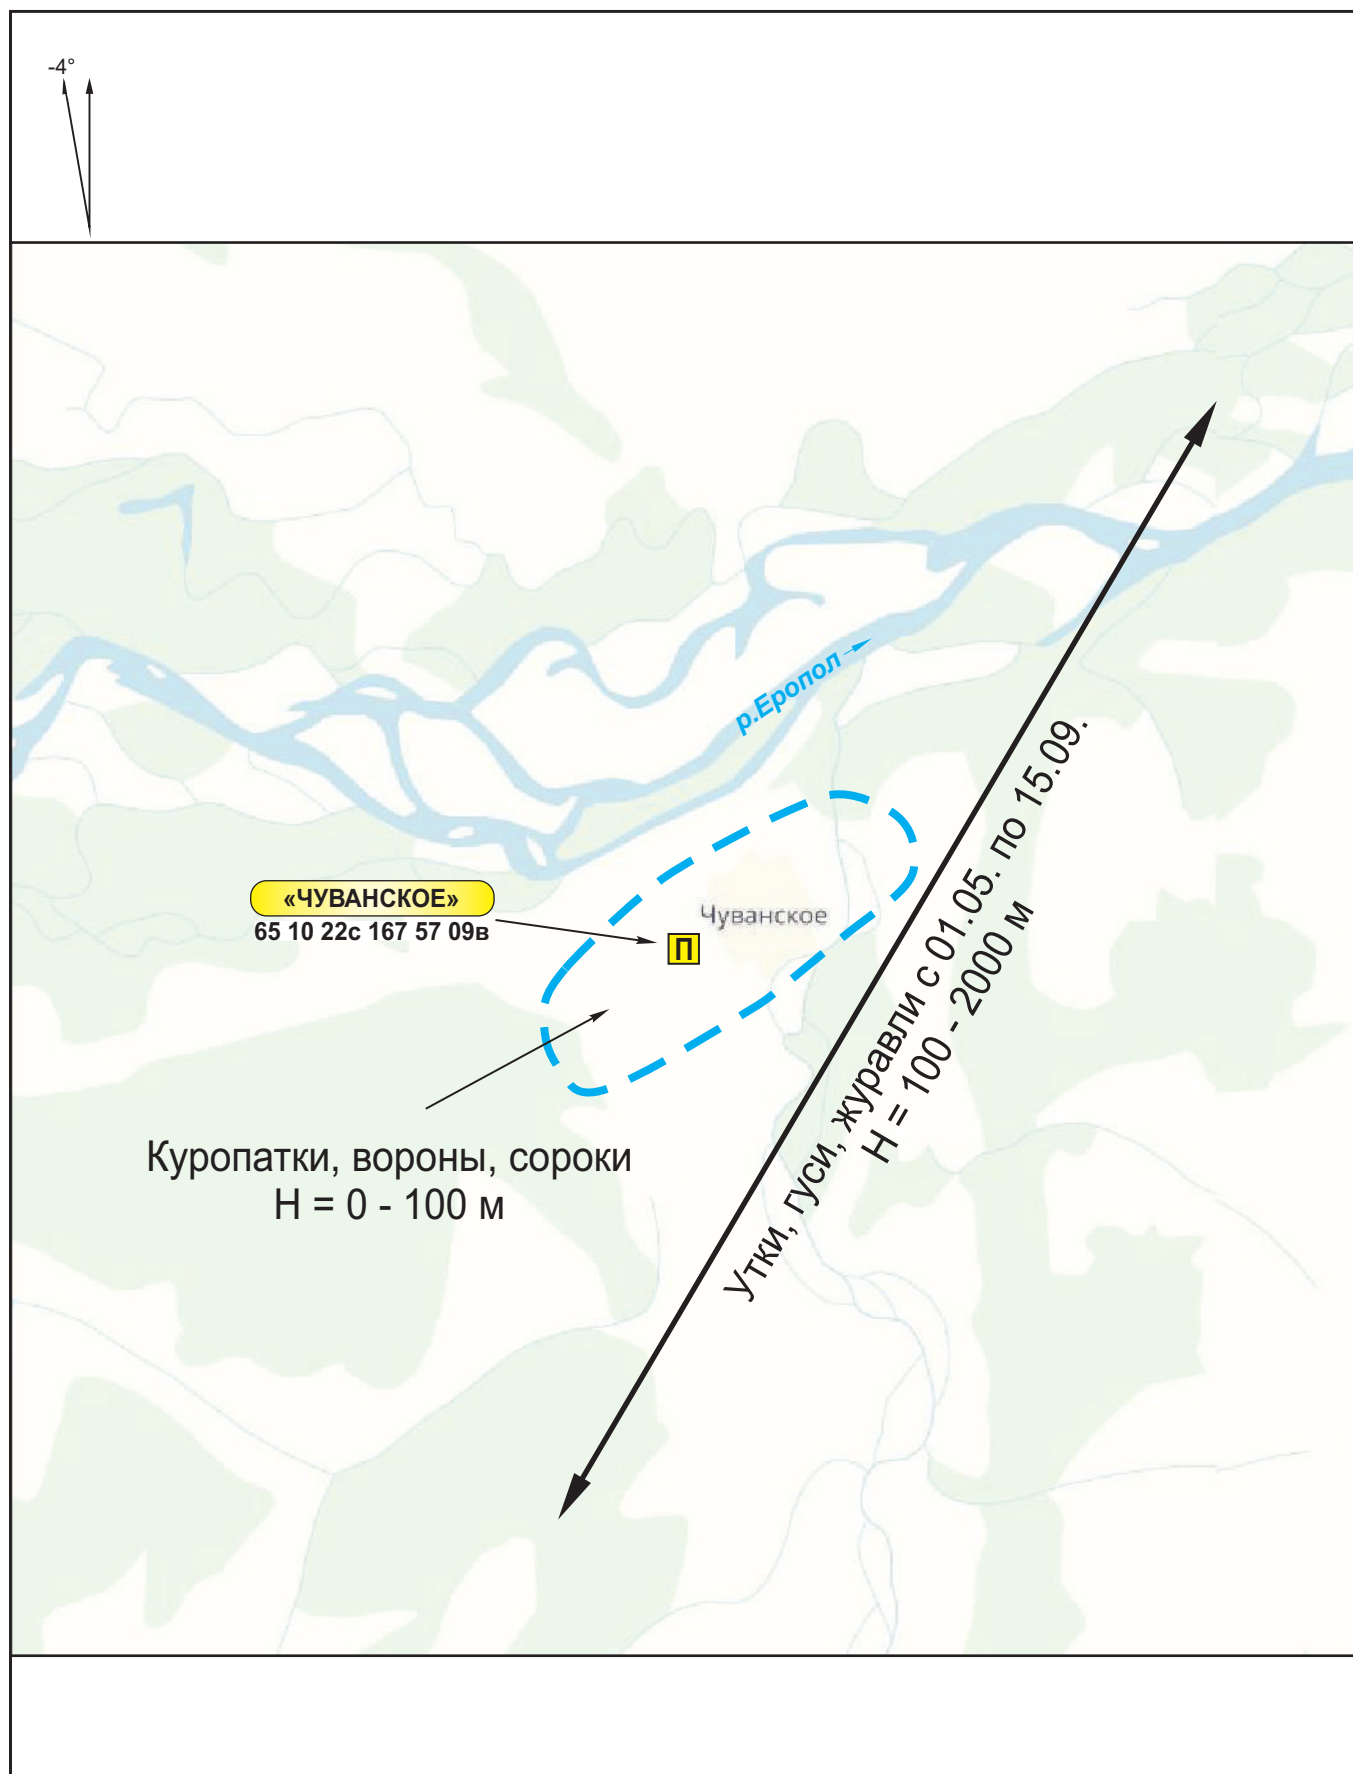 -4°
р.Еропол
«ЧУВАНСКОЕ»
65 10 22с 167 57 09в
Чуванское
П
Утки, гуси, журавли с 01.05. по 15.09.
Н = 100 - 2000 м
Куропатки, вороны, сороки
Н = 0 - 100 м